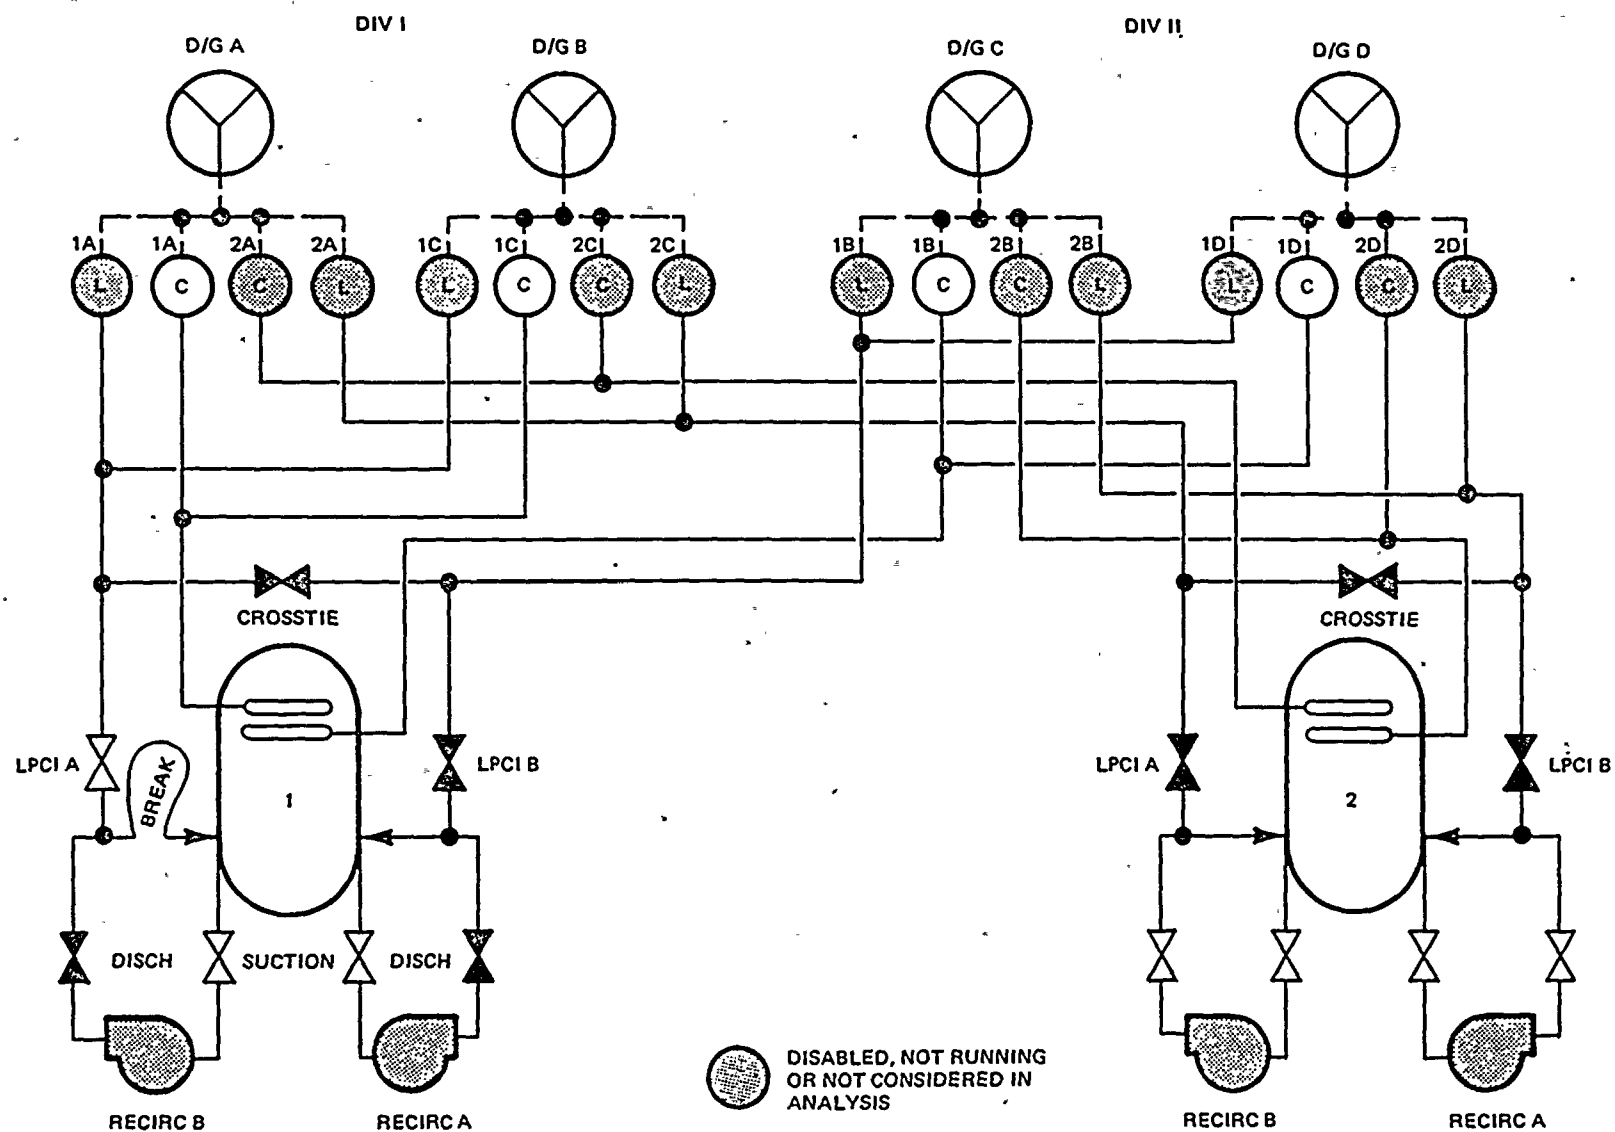 DIV I
DIV II
D/G A
D/G B
D/G C
D/G D
1A 1A 2A 2A 1C 1C 2C 2C 1B 1B 2B 2B 1D 1D 2D 2D
L C C L L C C L L C C L L C C L
CROSSTIE
CROSSTIE
LPCI A
BREAK
LPCI B
LPCI A
LPCI B
1
2
DISCH
SUCTION
DISCH
RECIRC B
RECIRC A
DISABLED, NOT RUNNING
OR NOT CONSIDERED IN
ANALYSIS
RECIRC B
RECIRC A